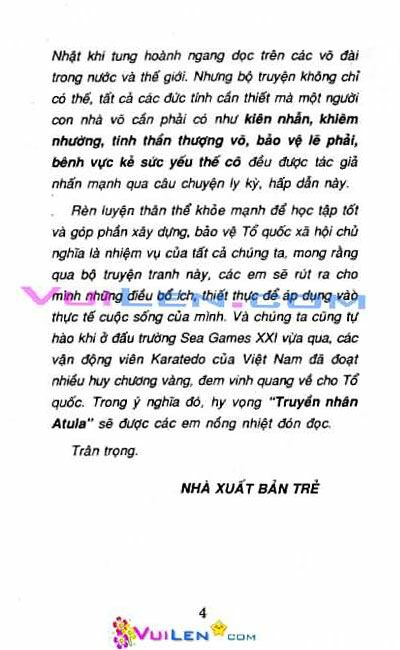 Nhật khi tung hoành ngang dọc trên các võ đài
trong nước và thế giới. Nhưng bộ truyện không chỉ
có thế, tất cả các đức tính cần thiết mà một người
con nhà võ cần phải có như kiên nhẫn, khiêm
nhường, tinh thần thượng võ, bảo vệ lẽ phải,
bênh vực kẻ sức yếu thế cô đều được tác giả
nhấn mạnh qua câu chuyện ly kỳ, hấp dẫn này.
Rèn luyện thân thể khỏe mạnh để học tập tốt
và góp phần xây dựng, bảo vệ Tổ quốc xã hội chủ
nghĩa là nhiệm vụ của tất cả chúng ta, mong rằng
qua bộ truyện tranh này, các em sẽ rút ra cho
mình những điều bổ ích, thiết thực để áp dụng vào
thực tế cuộc sống của mình. Và chúng ta cũng tự
hào khi ở đấu trường Sea Games XXI vừa qua, các
vận động viên Karatedo của Việt Nam đã đoạt
nhiều huy chương vàng, đem vinh quang về cho Tổ
quốc. Trong ý nghĩa đó, hy vọng "Truyền nhân
Atula" sẽ được các em nồng nhiệt đón đọc.
Trân trọng.
NHÀ XUẤT BẢN TRẺ
VUILEN.COM
4
VUILEN.COM